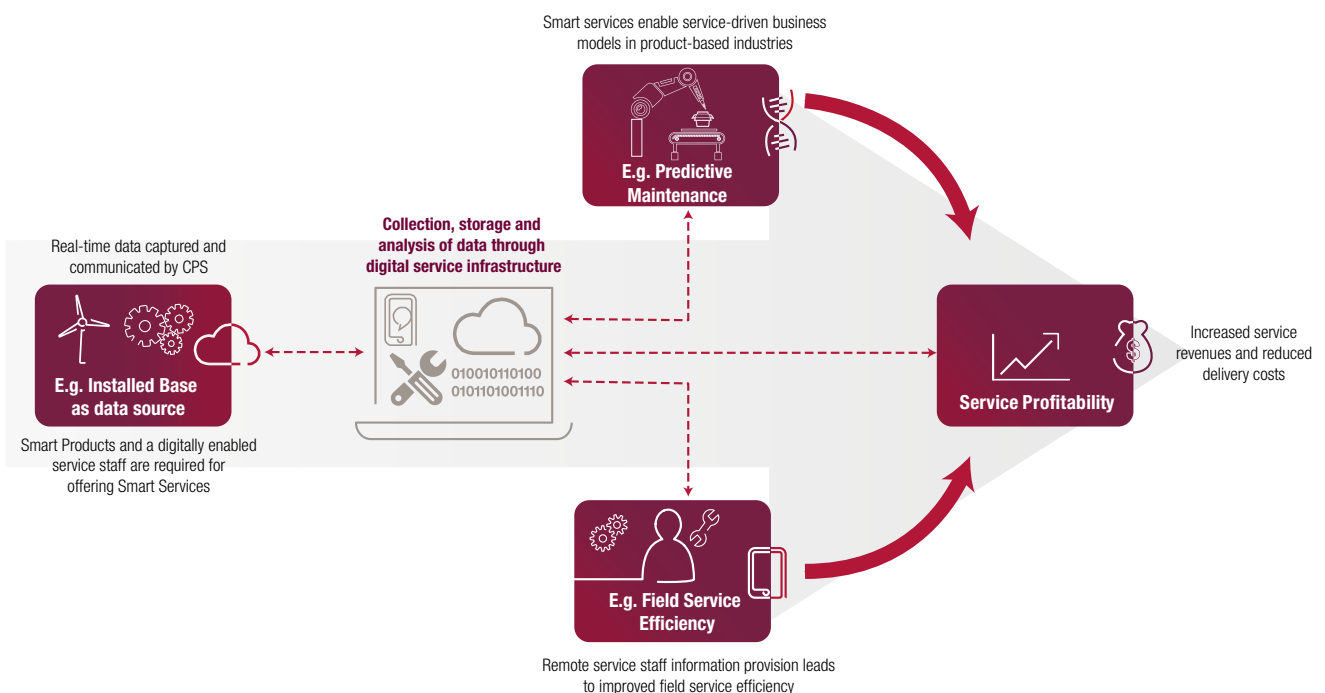 Smart services enable service-driven business
models in product-based industries
E.g. Predictive
Maintenance
Collection, storage and
analysis of data through
digital service infrastructure
Real-time data captured and
communicated by CPS
E.g. Installed Base
as data source
Smart Products and a digitally enabled
service staff are required for
offering Smart Services
010010110100
0101101001110
$
Service Profitability
Increased service
revenues and reduced
delivery costs
E.g. Field Service
Efficiency
Remote service staff information provision leads
to improved field service efficiency